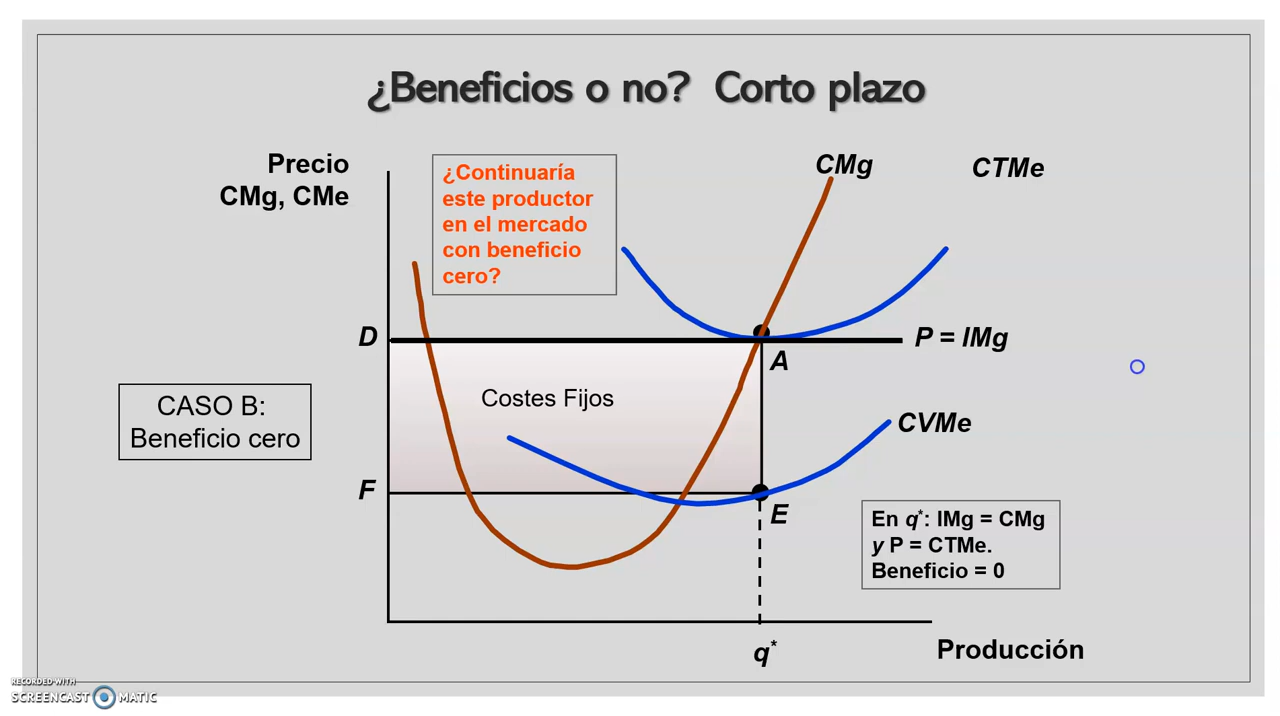 ¿Beneficios o no? Corto plazo
Precio
CMg, CMe
¿Continuaría
este productor
en el mercado
con beneficio
cero?
CMg
CTMe
D
P = IMg
A
Costes Fijos
CASO B:
Beneficio cero
CVMe
F
E
En q*: IMg = CMg
y P = CTMe.
Beneficio = 0
q*
Producción
RECORDED WITH
SCREENCAST MATIC